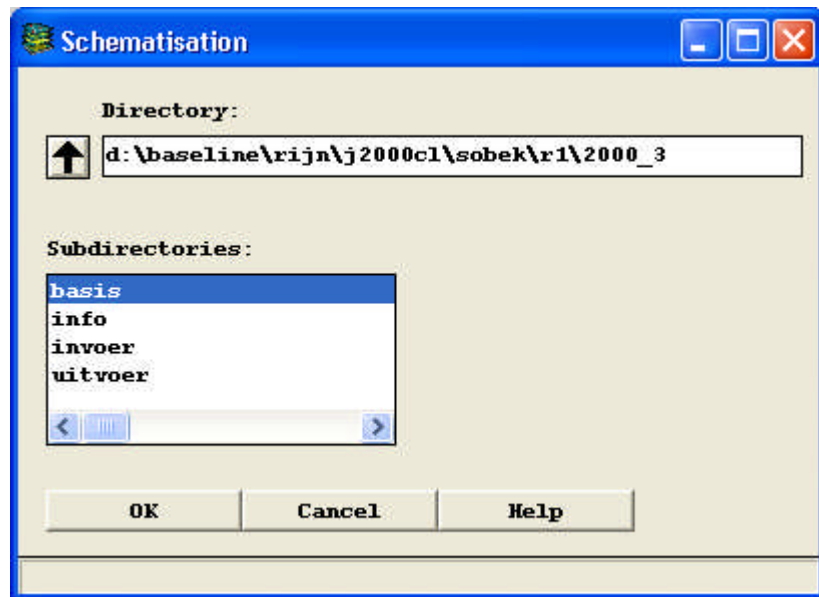 Schematisation
Directory:
d:\baseline\rijn\j2000cl\sobek\r1\2000_3
Subdirectories:
basis
info
invoer
uitvoer
OK Cancel Help